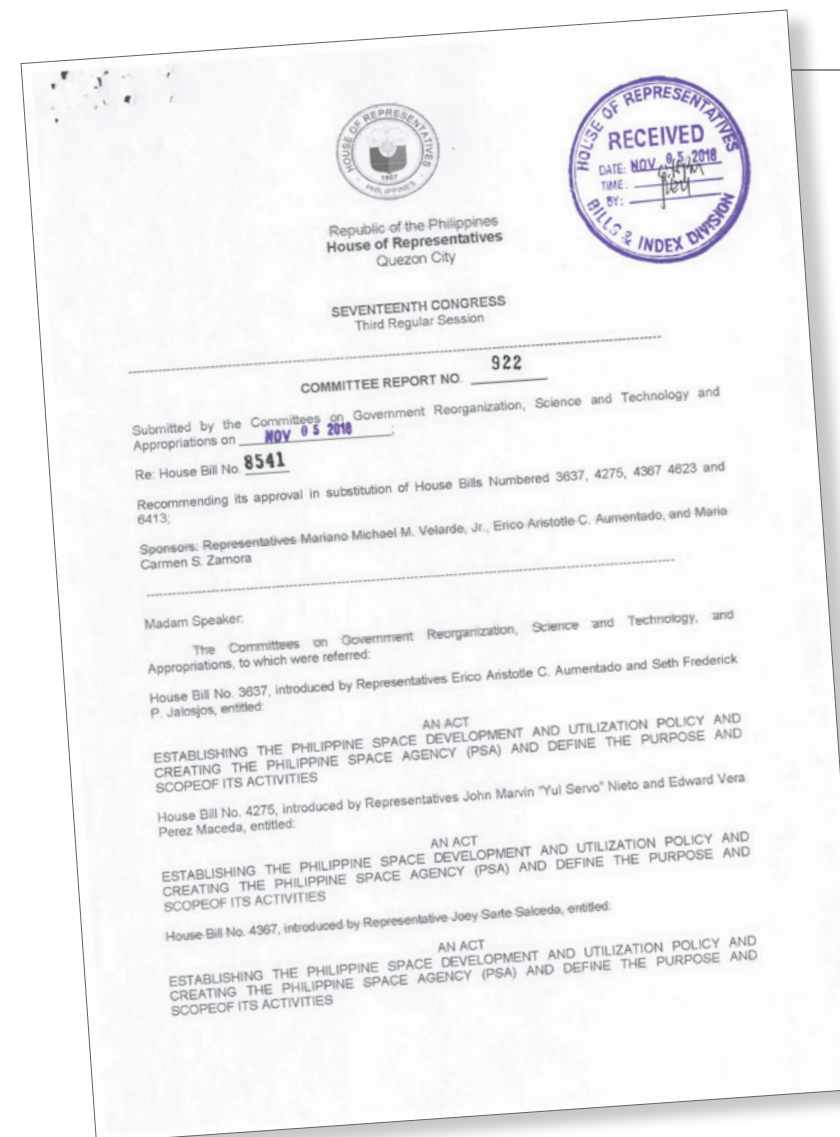 HOUSE OF REPRESENTATIVES
1907
PHILIPPINES
HOUSE OF REPRESENTATIVES
RECEIVED
DATE: NOV 05 2018
TIME:
BY:
BILLS & INDEX DIVISION
Republic of the Philippines
House of Representatives
Quezon City
SEVENTEENTH CONGRESS
Third Regular Session
COMMITTEE REPORT NO. 922
Submitted by the Committees on Government Reorganization, Science and Technology and
Appropriations on NOV 05 2018;
Re: House Bill No. 8541
Recommending its approval in substitution of House Bills Numbered 3637, 4275, 4367 4623 and
6413;
Sponsors: Representatives Mariano Michael M. Velarde, Jr., Erico Aristotle C. Aumentado, and Maria
Carmen S. Zamora
Madam Speaker:
The Committees on Government Reorganization, Science and Technology, and
Appropriations, to which were referred:
House Bill No. 3637, introduced by Representatives Erico Aristotle C. Aumentado and Seth Frederick
P. Jalosjos, entitled:
AN ACT
ESTABLISHING THE PHILIPPINE SPACE DEVELOPMENT AND UTILIZATION POLICY AND
CREATING THE PHILIPPINE SPACE AGENCY (PSA) AND DEFINE THE PURPOSE AND
SCOPEOF ITS ACTIVITIES
House Bill No. 4275, introduced by Representatives John Marvin "Yul Servo" Nieto and Edward Vera
Perez Maceda, entitled:
AN ACT
ESTABLISHING THE PHILIPPINE SPACE DEVELOPMENT AND UTILIZATION POLICY AND
CREATING THE PHILIPPINE SPACE AGENCY (PSA) AND DEFINE THE PURPOSE AND
SCOPEOF ITS ACTIVITIES
House Bill No. 4367, introduced by Representative Joey Sarte Salceda, entitled:
AN ACT
ESTABLISHING THE PHILIPPINE SPACE DEVELOPMENT AND UTILIZATION POLICY AND
CREATING THE PHILIPPINE SPACE AGENCY (PSA) AND DEFINE THE PURPOSE AND
SCOPEOF ITS ACTIVITIES